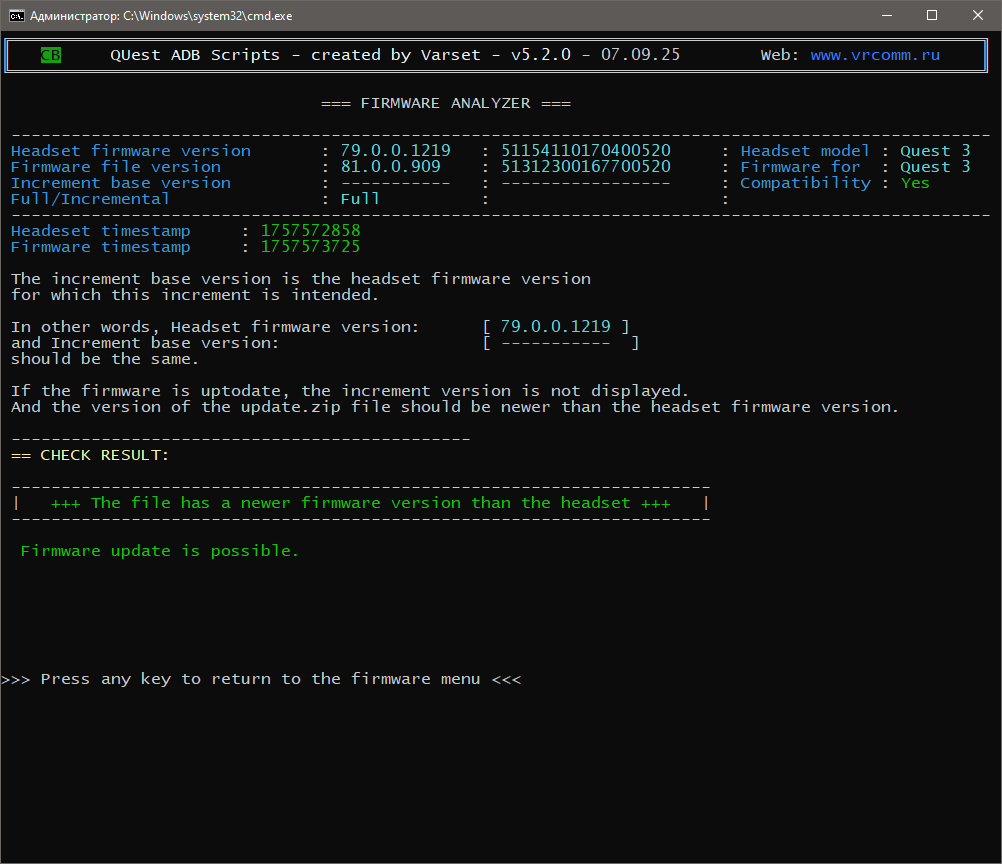 Администратор: C:\Windows\system32\cmd.exe
CB QUest ADB Scripts - created by Varset - v5.2.0 - 07.09.25 Web: www.vrcomm.ru
=== FIRMWARE ANALYZER ===
--------------------------------------------------------------------------------------------------
Headset firmware version : 79.0.0.1219 : 51154110170400520 : Headset model : Quest 3
Firmware file version : 81.0.0.909 : 51312300167700520 : Firmware for : Quest 3
Increment base version : ----------- : ----------------- : Compatibility : Yes
Full/Incremental : Full : :
--------------------------------------------------------------------------------------------------
Headeset timestamp : 1757572858
Firmware timestamp : 1757573725
The increment base version is the headset firmware version
for which this increment is intended.
In other words, Headset firmware version: [ 79.0.0.1219 ]
and Increment base version: [ ----------- ]
should be the same.
If the firmware is uptodate, the increment version is not displayed.
And the version of the update.zip file should be newer than the headset firmware version.
----------------------------------------------
== CHECK RESULT:
----------------------------------------------------------------------
| +++ The file has a newer firmware version than the headset +++ |
----------------------------------------------------------------------
Firmware update is possible.
>>> Press any key to return to the firmware menu <<<